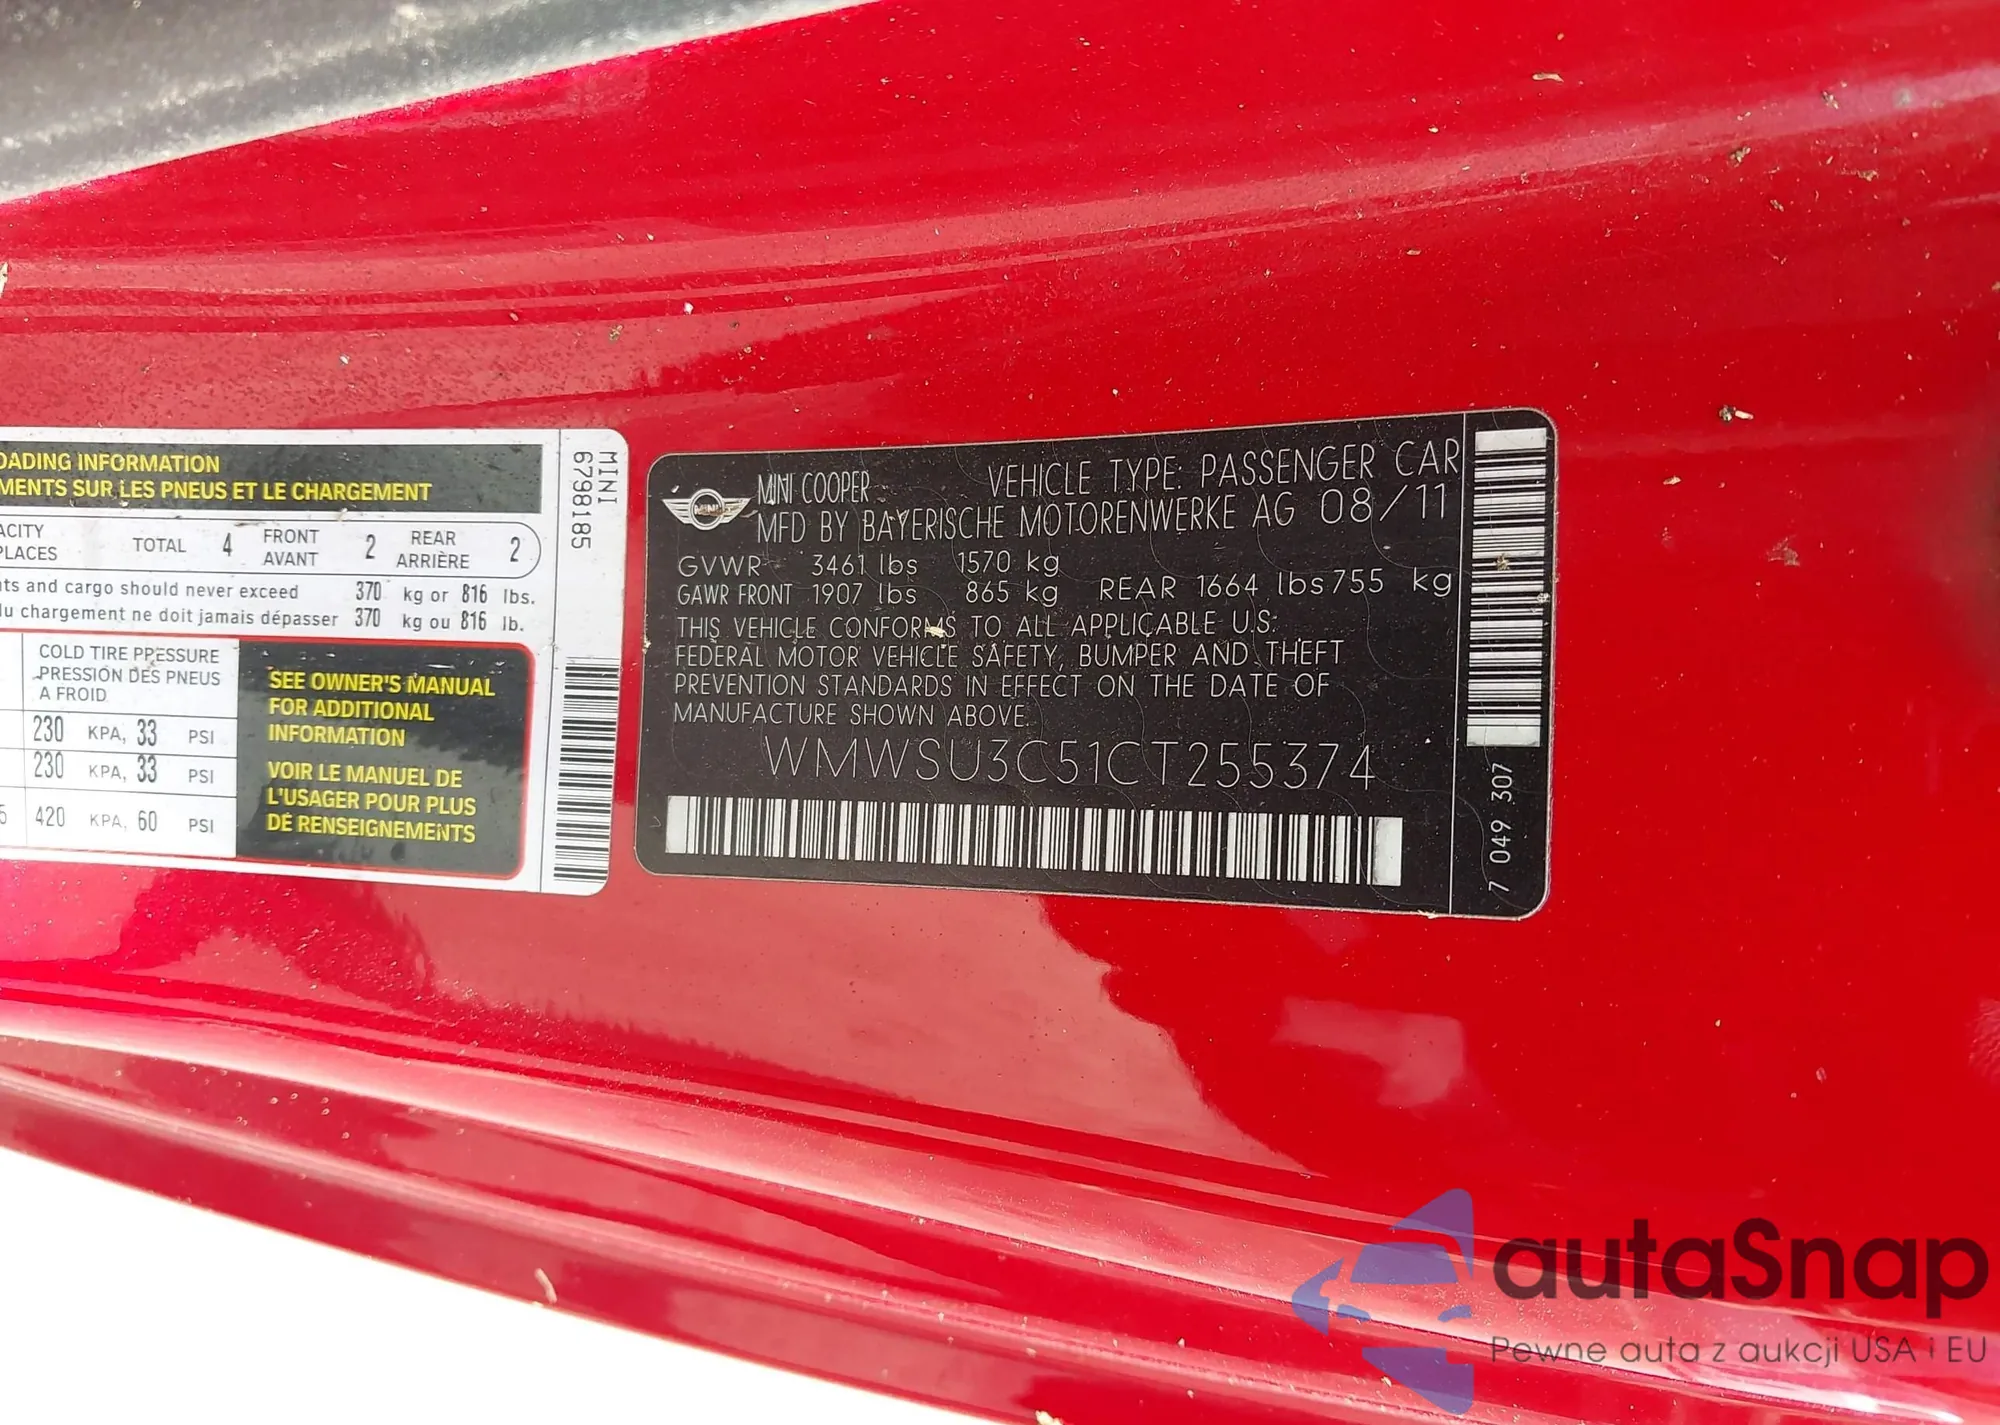 OADING INFORMATION
MENTS SUR LES PNEUS ET LE CHARGEMENT
ACITY
PLACES
TOTAL 4
FRONT
AVANT
2
REAR
ARRIÈRE
2
nts and cargo should never exceed 370 kg or 816 lbs.
du chargement ne doit jamais dépasser 370 kg ou 816 lb.
COLD TIRE PRESSURE
PRESSION DES PNEUS
A FROID
230 KPA, 33 PSI
230 KPA, 33 PSI
5 420 KPA, 60 PSI
SEE OWNER'S MANUAL
FOR ADDITIONAL
INFORMATION
VOIR LE MANUEL DE
L'USAGER POUR PLUS
DE RENSEIGNEMENTS
MINI
6798185
MINI
MINI COOPER VEHICLE TYPE: PASSENGER CAR
MFD BY BAYERISCHE MOTORENWERKE AG 08/11
GVWR 3461 lbs 1570 kg
GAWR FRONT 1907 lbs 865 kg REAR 1664 lbs 755 kg
THIS VEHICLE CONFORMS TO ALL APPLICABLE U.S.
FEDERAL MOTOR VEHICLE SAFETY, BUMPER AND THEFT
PREVENTION STANDARDS IN EFFECT ON THE DATE OF
MANUFACTURE SHOWN ABOVE.
WMWSU3C51CT255374
7 049 307
autaSnap
Pewne auta z aukcji USA i EU